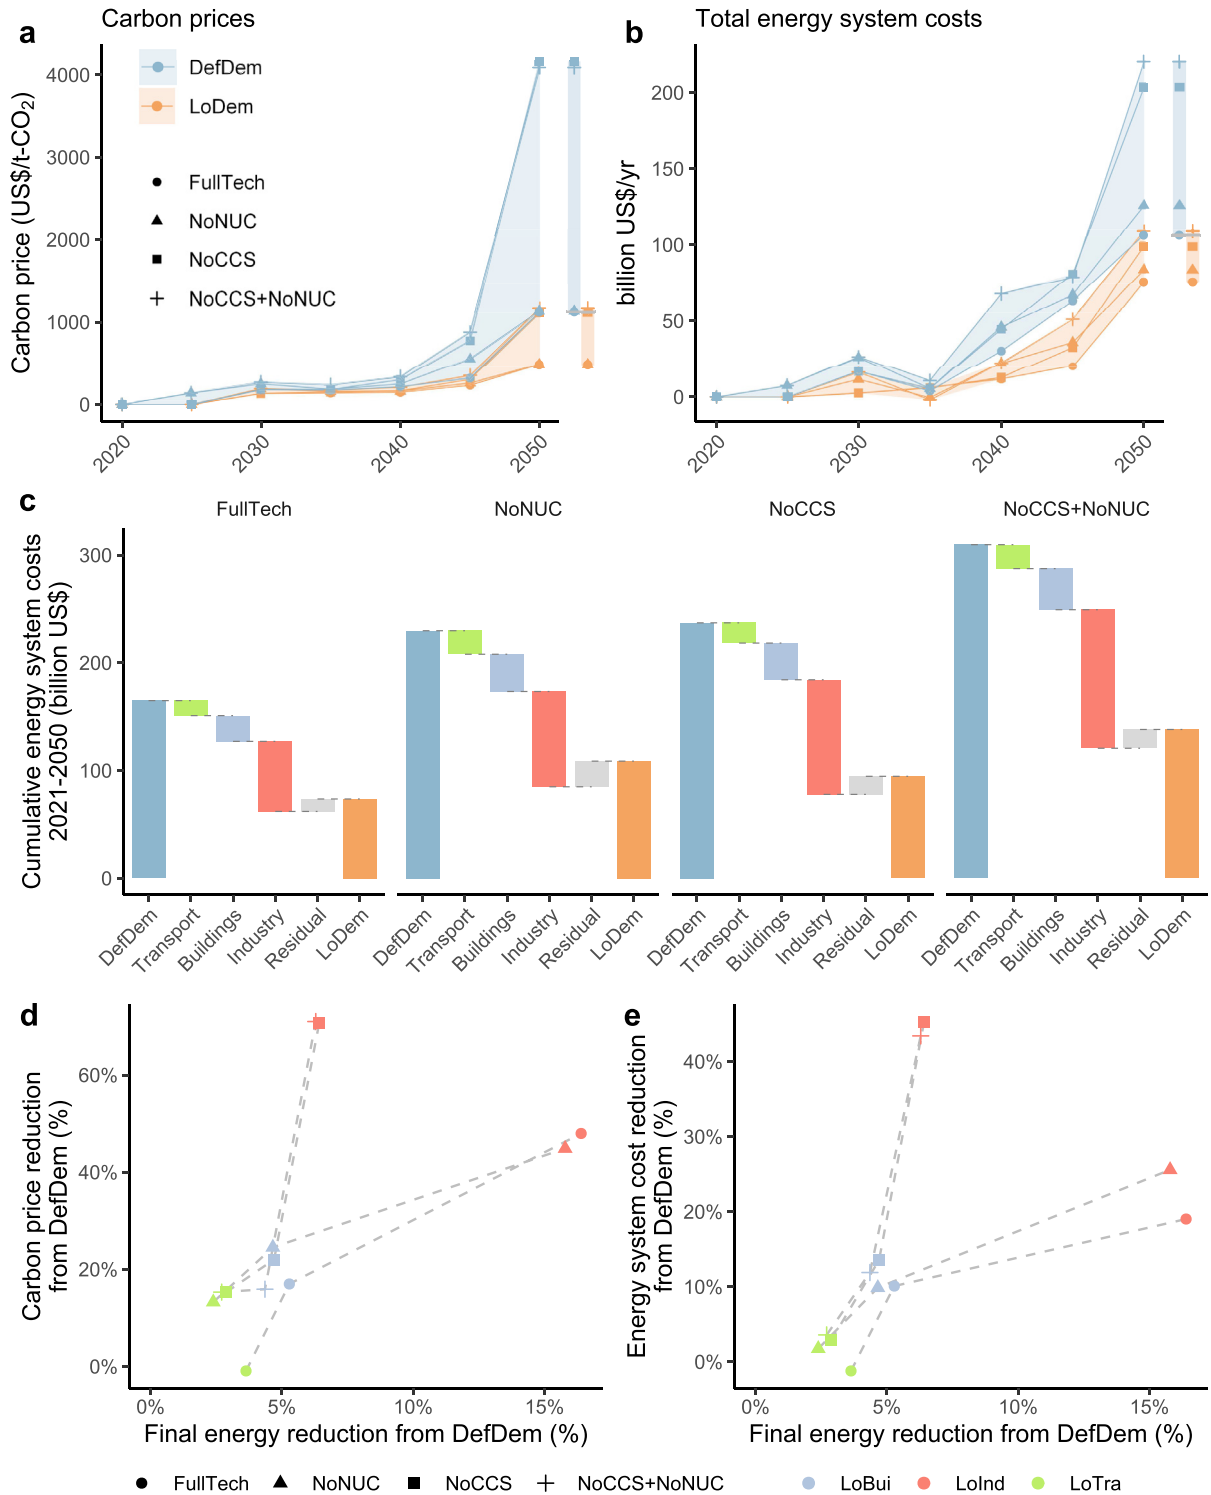 a
Carbon prices
Carbon price (US$/t-CO2)
4000
3000
2000
1000
0
2020
2030
2040
2050
DefDem
LoDem
FullTech
NoNUC
NoCCS
NoCCS+NoNUC
b
Total energy system costs
billion US$/yr
200
150
100
50
0
2020
2030
2040
2050
c
Cumulative energy system costs
2021-2050 (billion US$)
300
200
100
0
FullTech
NoNUC
NoCCS
NoCCS+NoNUC
DefDem
Transport
Buildings
Industry
Residual
LoDem
DefDem
Transport
Buildings
Industry
Residual
LoDem
DefDem
Transport
Buildings
Industry
Residual
LoDem
DefDem
Transport
Buildings
Industry
Residual
LoDem
d
Carbon price reduction
from DefDem (%)
60%
40%
20%
0%
0%
5%
10%
15%
Final energy reduction from DefDem (%)
e
Energy system cost reduction
from DefDem (%)
40%
30%
20%
10%
0%
0%
5%
10%
15%
Final energy reduction from DefDem (%)
FullTech
NoNUC
NoCCS
NoCCS+NoNUC
LoBui
LoInd
LoTra